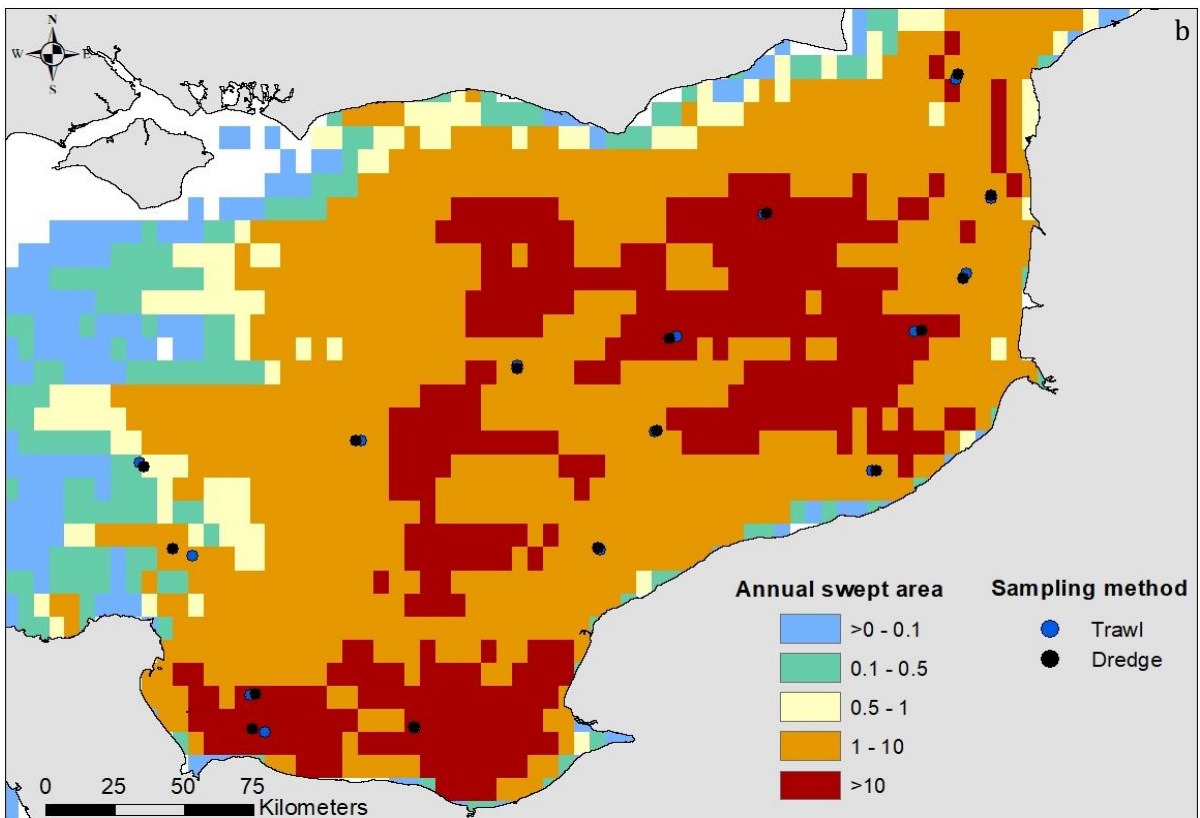 b
N
W E
S
Annual swept area
>0 - 0.1
0.1 - 0.5
0.5 - 1
1 - 10
>10
Sampling method
Trawl
Dredge
0 25 50 75
Kilometers